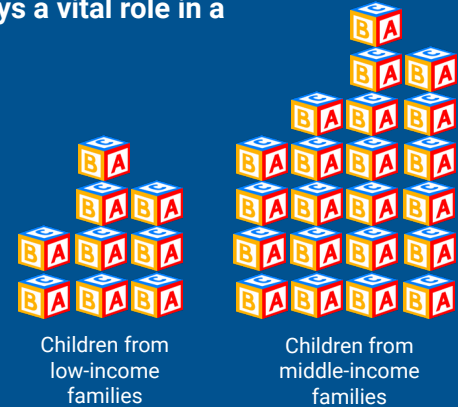 ys a vital role in a
Children from
low-income
families
Children from
middle-income
families